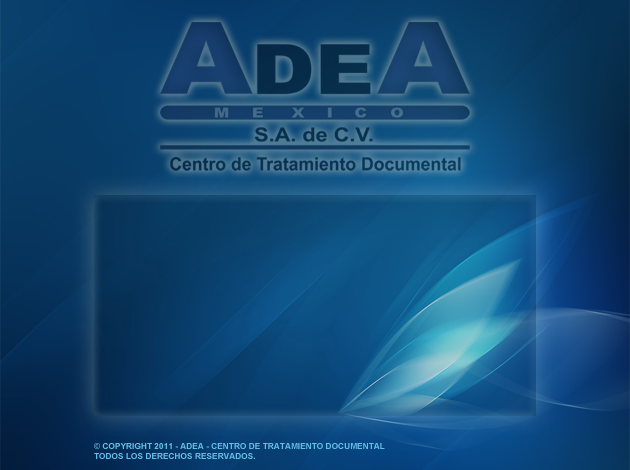 ADEA
MEXICO
S.A. de C.V.
Centro de Tratamiento Documental
© COPYRIGHT 2011 - ADEA - CENTRO DE TRATAMIENTO DOCUMENTAL
TODOS LOS DERECHOS RESERVADOS.